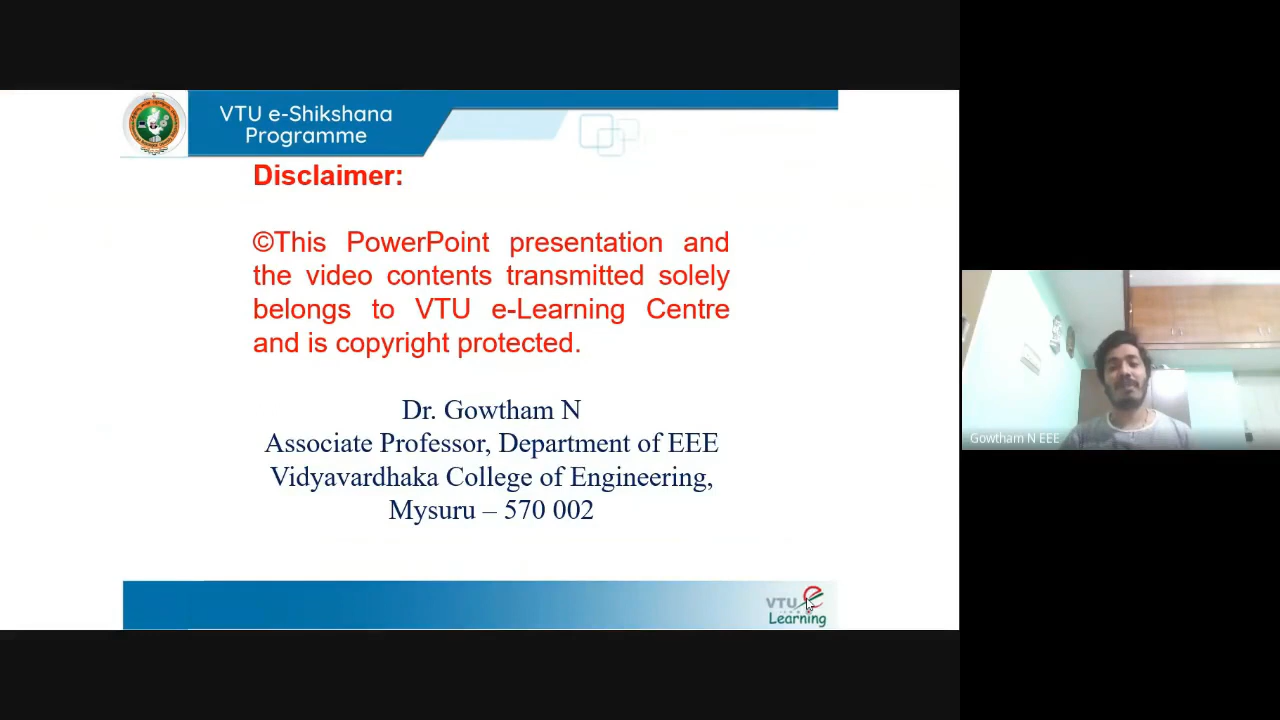 VTU e-Shikshana
Programme
Disclaimer:
©This PowerPoint presentation and
the video contents transmitted solely
belongs to VTU e-Learning Centre
and is copyright protected.
Dr. Gowtham N
Associate Professor, Department of EEE
Vidyavardhaka College of Engineering,
Mysuru – 570 002
Gowtham N EEE
VTU e
Learning